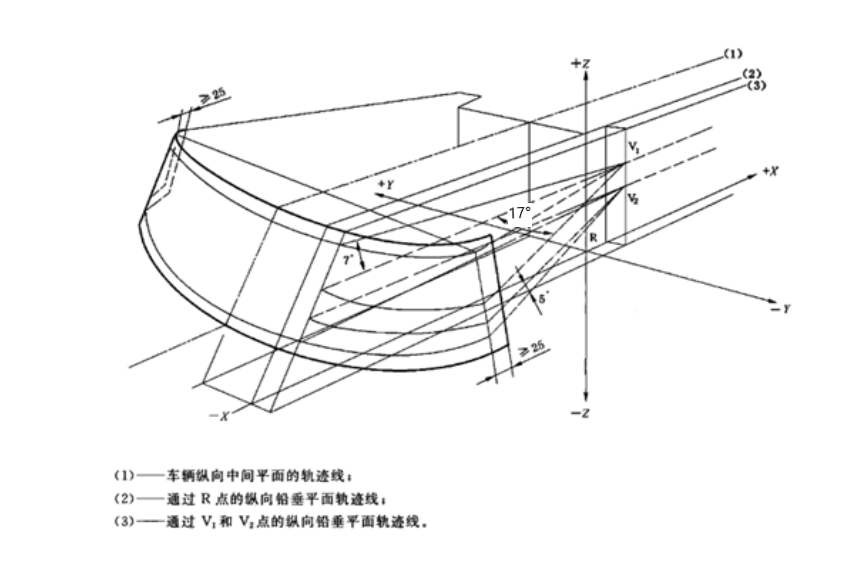 (1)
+Z
(2)
(3)
≥25
V₁
+X
+Y
V₂
17°
R
7°
5°
-Y
≥25
-X
-Z
(1)——车辆纵向中间平面的轨迹线;
(2)——通过 R 点的纵向铅垂平面轨迹线;
(3)——通过 V₁ 和 V₂ 点的纵向铅垂平面轨迹线。